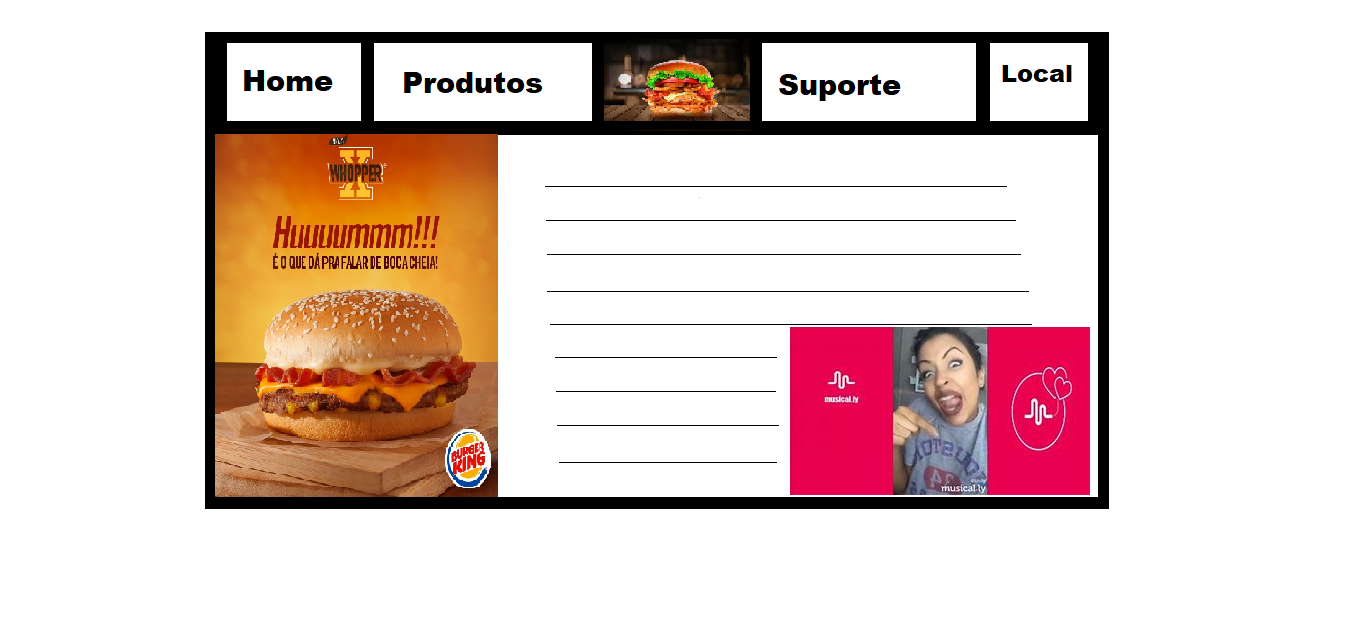 Home
Produtos
Suporte
Local
WHOPPER
Huuuummm!!!
É O QUE DÁ PRA FALAR DE BOCA CHEIA!
BURGER
KING
musical.ly
musical.ly